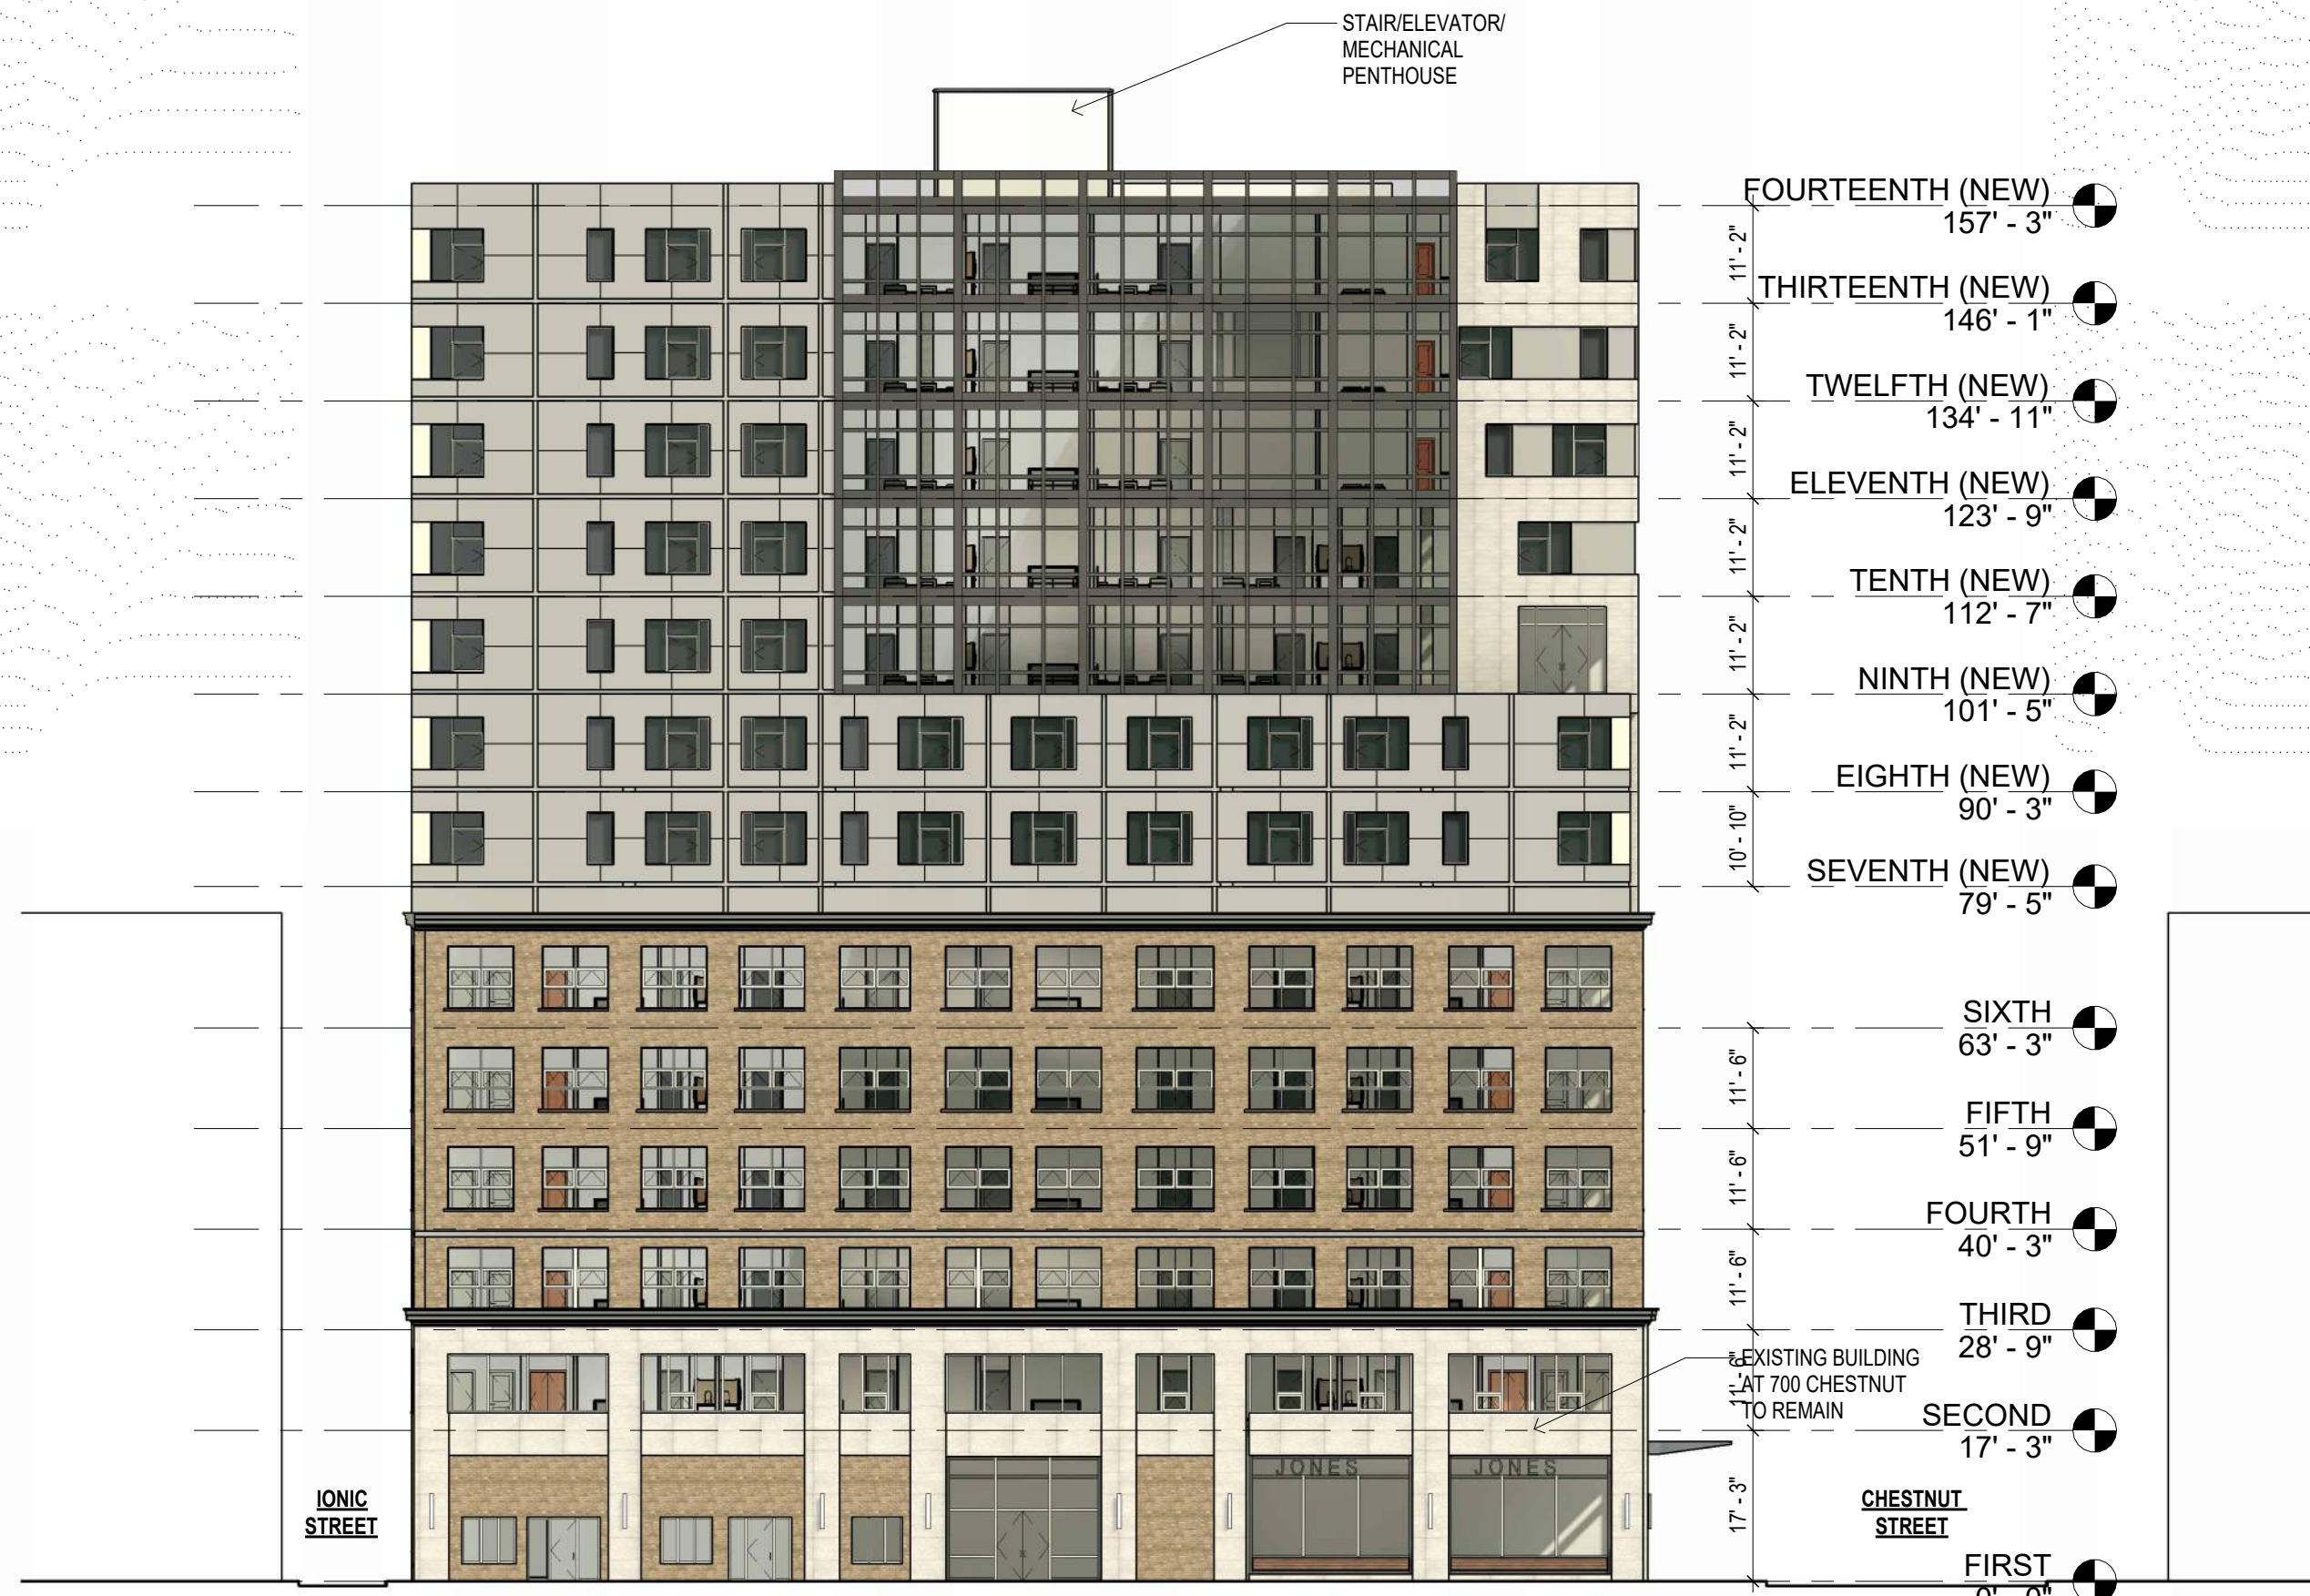 STAIR/ELEVATOR/
MECHANICAL
PENTHOUSE
FOURTEENTH (NEW)
157' - 3"
11' - 2"
THIRTEENTH (NEW)
146' - 1"
11' - 2"
TWELFTH (NEW)
134' - 11"
11' - 2"
ELEVENTH (NEW)
123' - 9"
11' - 2"
TENTH (NEW)
112' - 7"
11' - 2"
NINTH (NEW)
101' - 5"
11' - 2"
EIGHTH (NEW)
90' - 3"
10' - 10"
SEVENTH (NEW)
79' - 5"
SIXTH
63' - 3"
11' - 6"
FIFTH
51' - 9"
11' - 6"
FOURTH
40' - 3"
11' - 6"
THIRD
28' - 9"
11' - 6"
EXISTING BUILDING
AT 700 CHESTNUT
TO REMAIN
SECOND
17' - 3"
JONES JONES
17' - 3"
IONIC
STREET
CHESTNUT
STREET
FIRST
0' - 0"